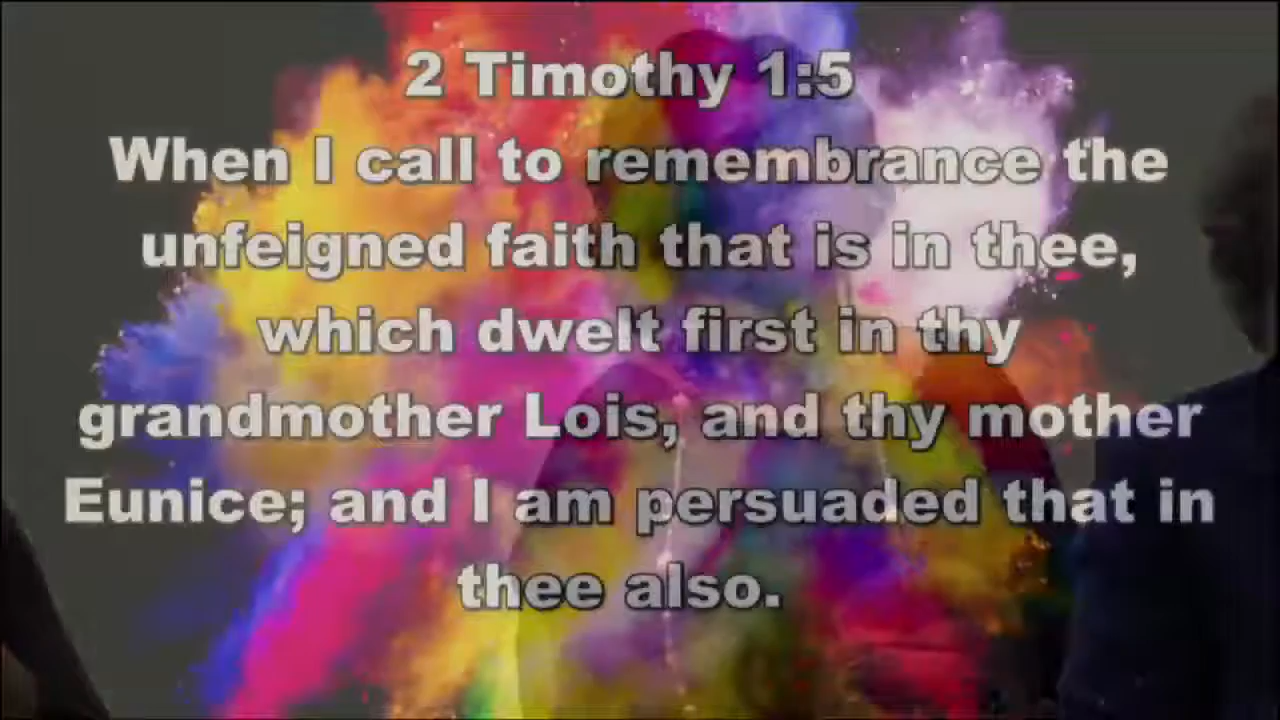 2 Timothy 1:5
When I call to remembrance the
unfeigned faith that is in thee,
which dwelt first in thy
grandmother Lois, and thy mother
Eunice; and I am persuaded that in
thee also.